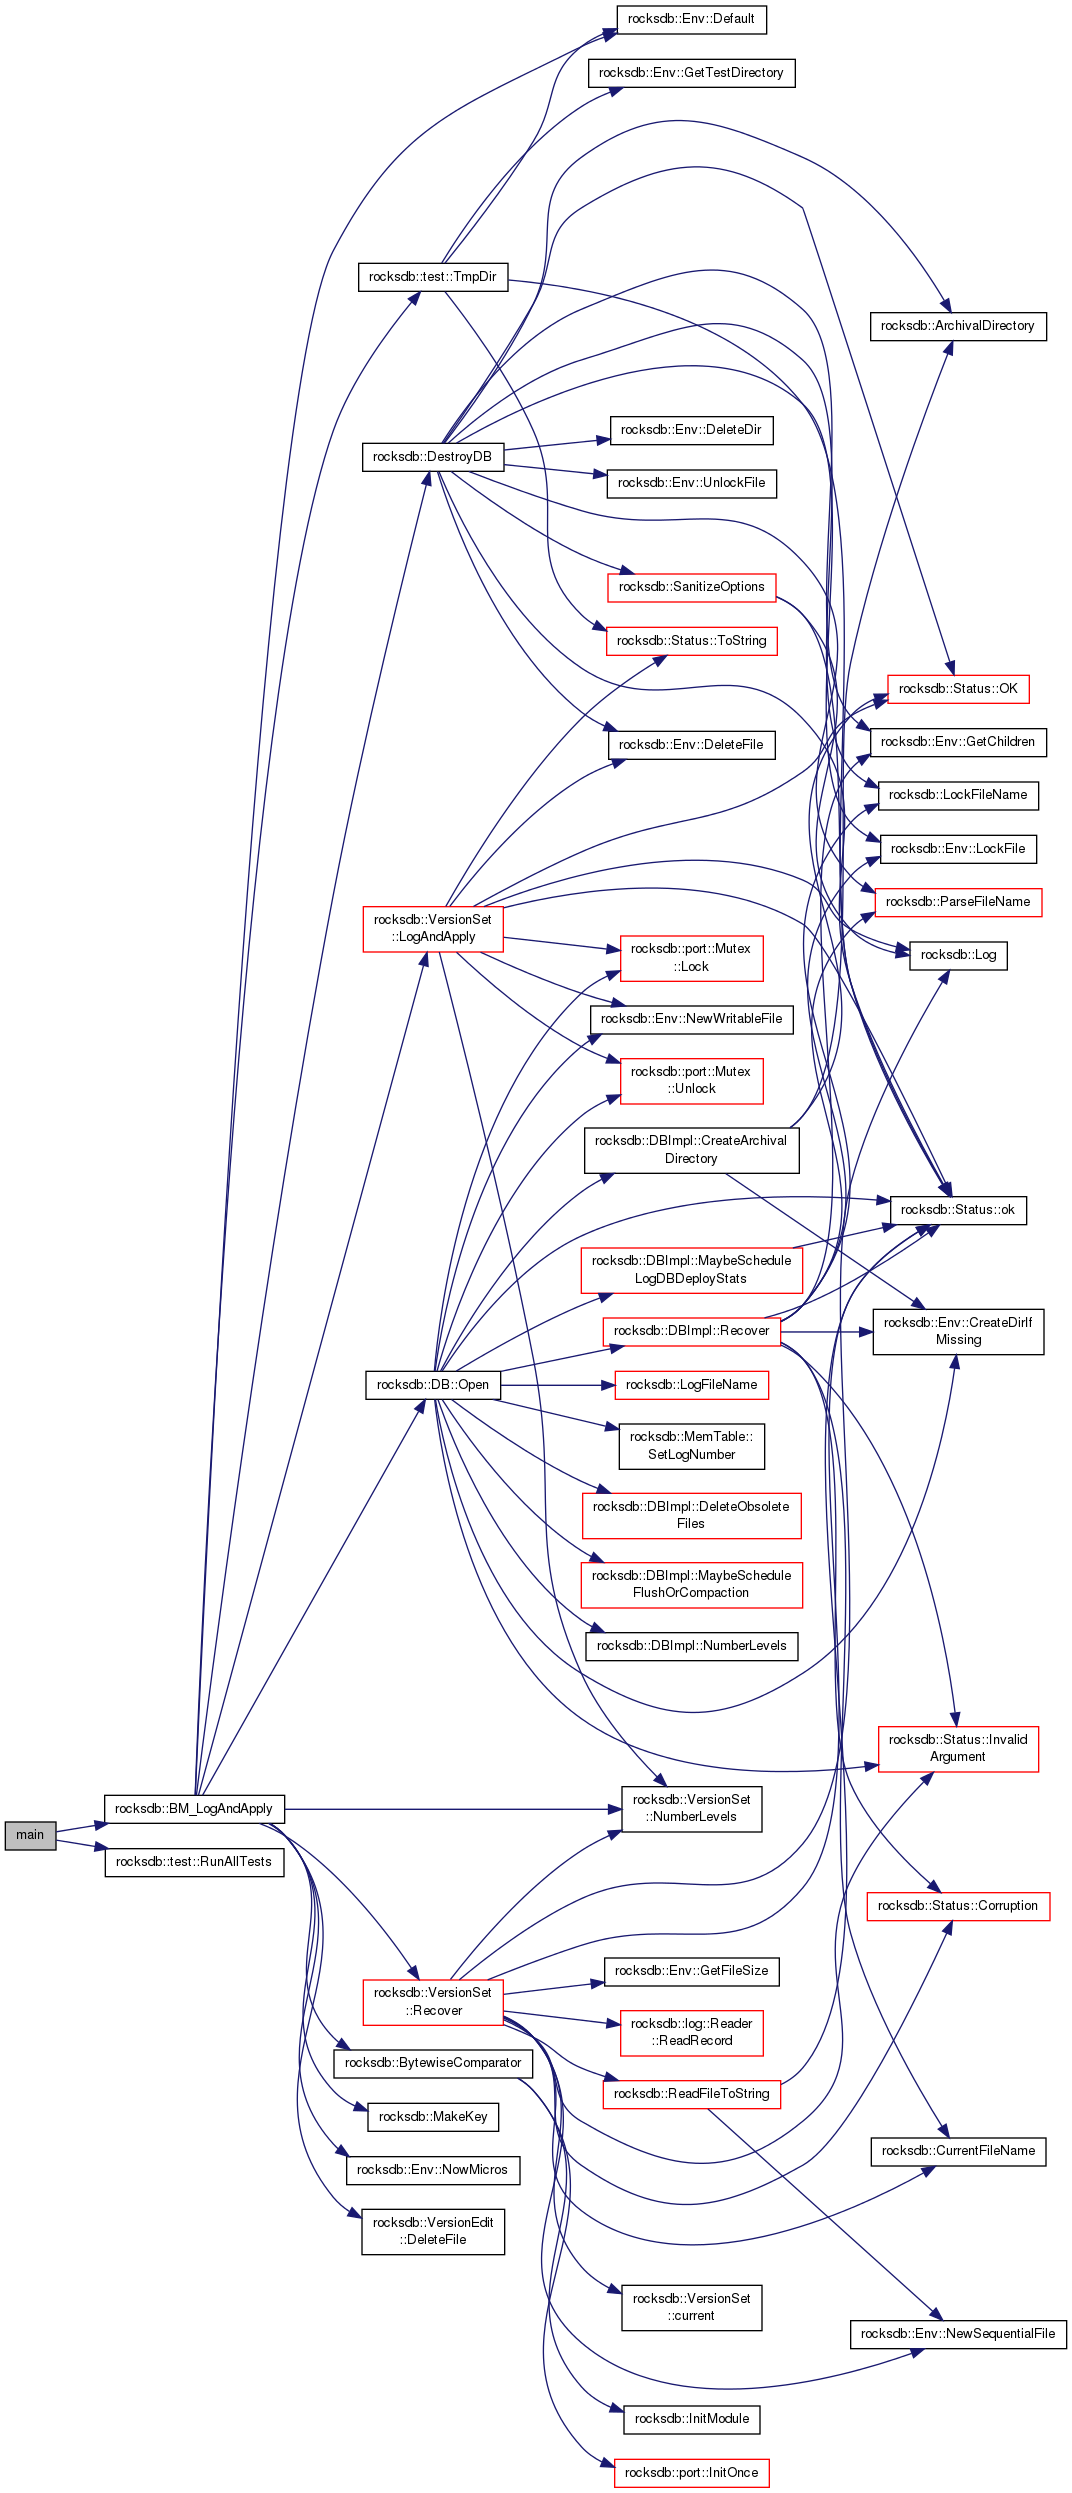 rocksdb::Env::Default
rocksdb::Env::GetTestDirectory
rocksdb::test::TmpDir
rocksdb::ArchivalDirectory
rocksdb::Env::DeleteDir
rocksdb::DestroyDB
rocksdb::Env::UnlockFile
rocksdb::SanitizeOptions
rocksdb::Status::ToString
rocksdb::Status::OK
rocksdb::Env::DeleteFile
rocksdb::Env::GetChildren
rocksdb::LockFileName
rocksdb::Env::LockFile
rocksdb::ParseFileName
rocksdb::VersionSet
::LogAndApply
rocksdb::port::Mutex
::Lock
rocksdb::Log
rocksdb::Env::NewWritableFile
rocksdb::port::Mutex
::Unlock
rocksdb::DBImpl::CreateArchival
Directory
rocksdb::Status::ok
rocksdb::DBImpl::MaybeSchedule
LogDBDeployStats
rocksdb::DBImpl::Recover
rocksdb::Env::CreateDirIf
Missing
rocksdb::DB::Open
rocksdb::LogFileName
rocksdb::MemTable::
SetLogNumber
rocksdb::DBImpl::DeleteObsolete
Files
rocksdb::DBImpl::MaybeSchedule
FlushOrCompaction
rocksdb::DBImpl::NumberLevels
rocksdb::Status::Invalid
Argument
rocksdb::BM_LogAndApply
rocksdb::VersionSet
::NumberLevels
main
rocksdb::test::RunAllTests
rocksdb::Status::Corruption
rocksdb::Env::GetFileSize
rocksdb::VersionSet
::Recover
rocksdb::log::Reader
::ReadRecord
rocksdb::BytewiseComparator
rocksdb::ReadFileToString
rocksdb::MakeKey
rocksdb::CurrentFileName
rocksdb::Env::NowMicros
rocksdb::VersionEdit
::DeleteFile
rocksdb::VersionSet
::current
rocksdb::Env::NewSequentialFile
rocksdb::InitModule
rocksdb::port::InitOnce